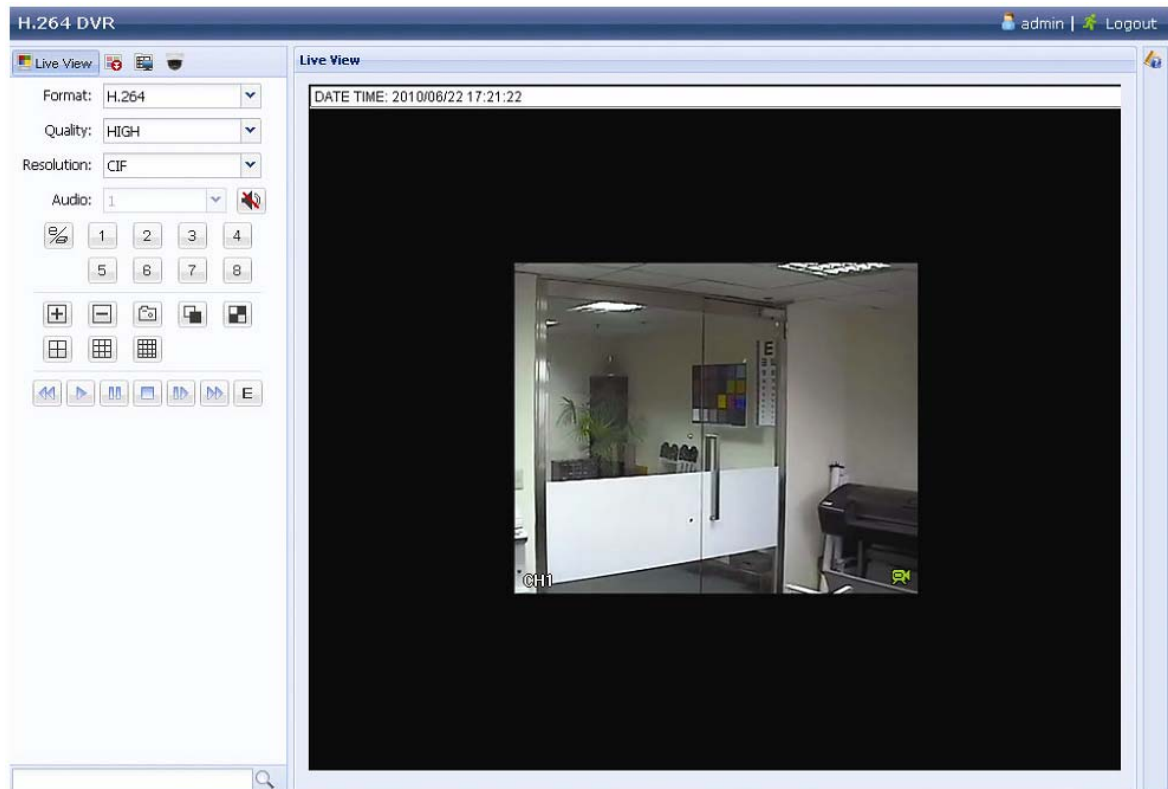 H.264 DVR
admin | Logout
Live View
Format: H.264
Quality: HIGH
Resolution: CIF
Audio: 1
1 2 3 4
5 6 7 8
E
Live View
DATE TIME: 2010/06/22 17:21:22
E
CH1